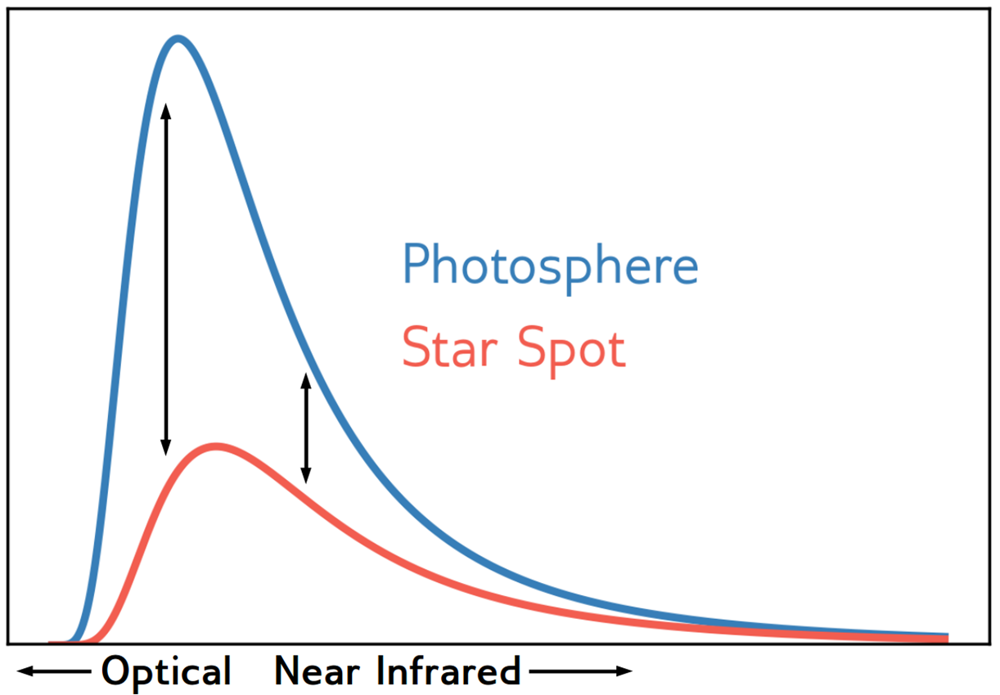 Photosphere
Star Spot
Optical
Near Infrared